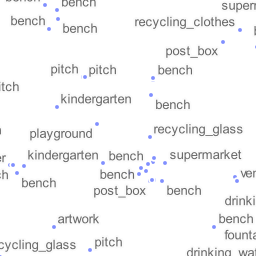 bench
bench
bench
recycling_clothes
post_box
pitch
pitch
bench
kindergarten
bench
playground
recycling_glass
kindergarten
bench
supermarket
bench
bench
post_box
bench
artwork
bench
pitch